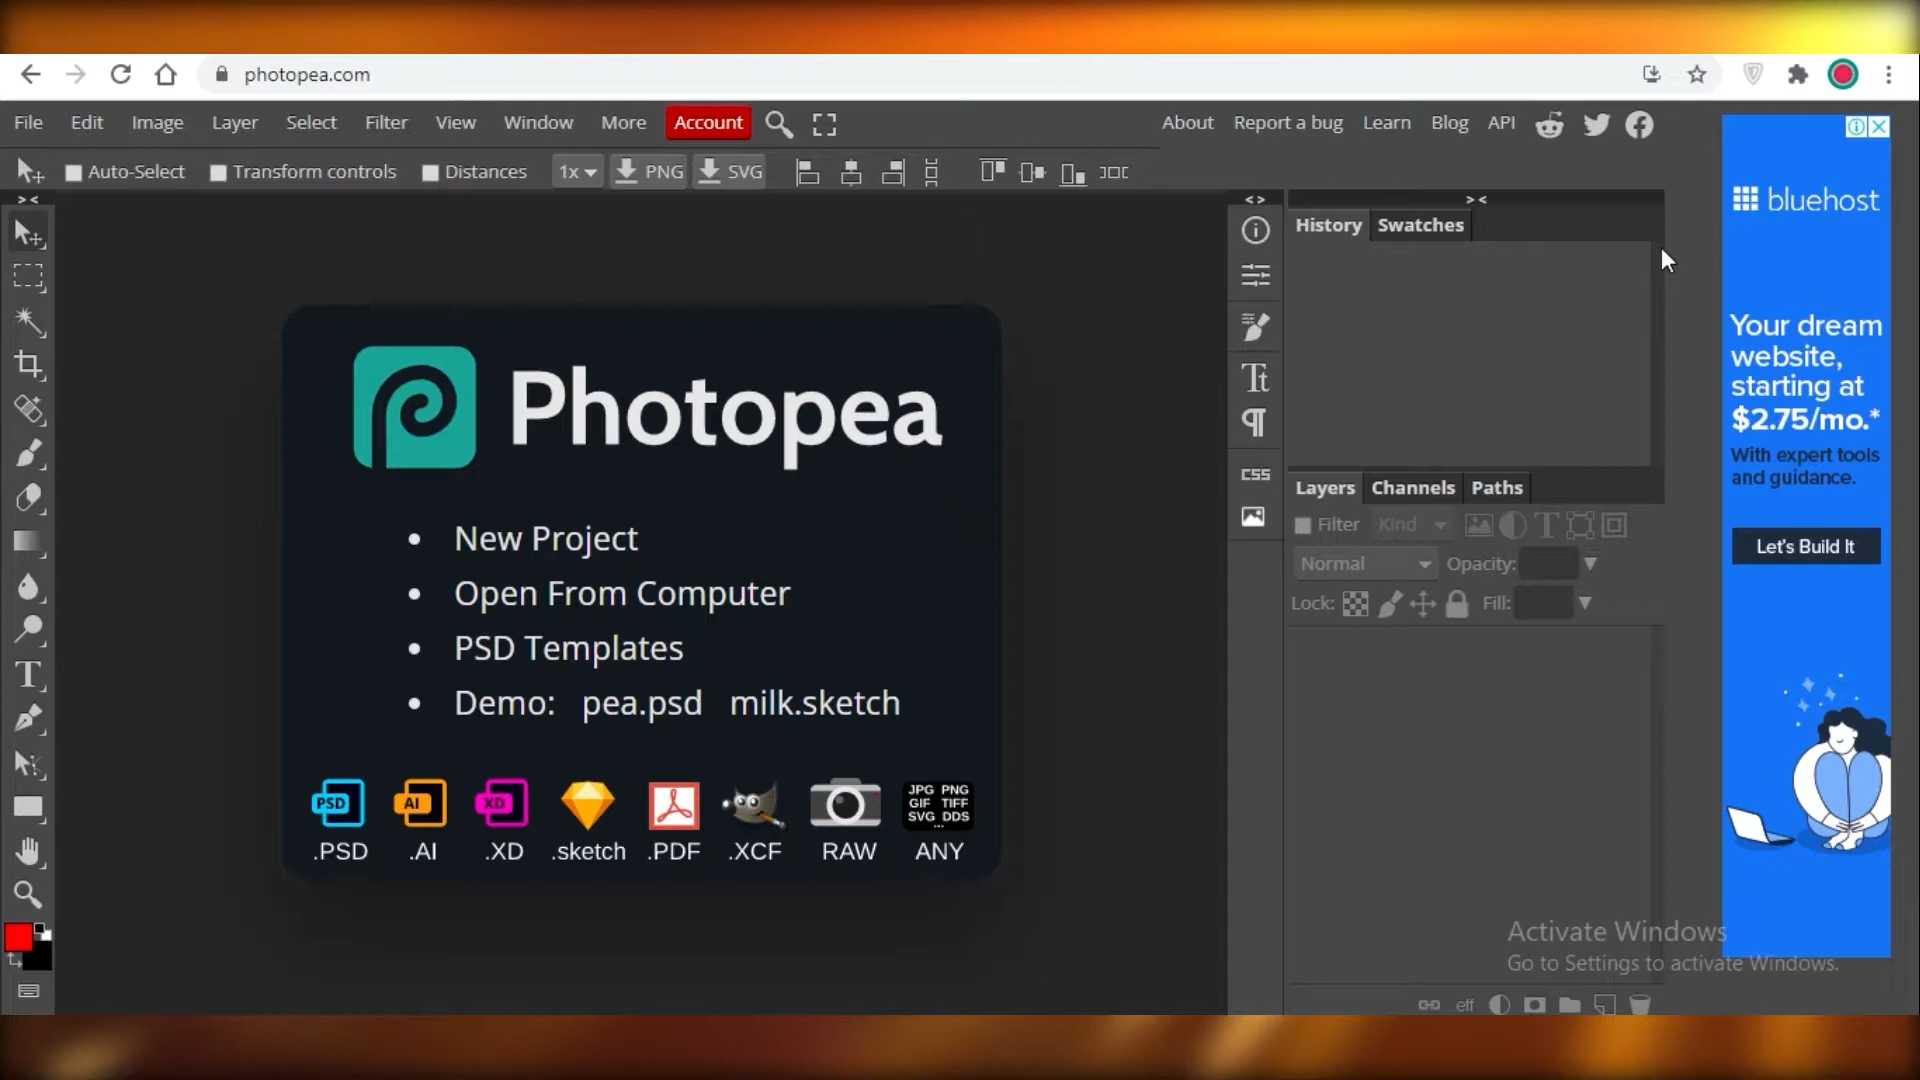 photopea.com
File Edit Image Layer Select Filter View Window More Account
About Report a bug Learn Blog API
Auto-Select Transform controls Distances 1x PNG SVG
> < < > > <
History Swatches
Photopea
New Project
Open From Computer
PSD Templates
Demo: pea.psd milk.sketch
PSD AI XD
JPG PNG
GIF TIFF
SVG DDS
...
.PSD .AI .XD .sketch .PDF .XCF RAW ANY
Tt
¶
CSS
Layers Channels Paths
Filter Kind
Normal Opacity:
Lock: Fill:
eff
bluehost
Your dream
website,
starting at
$2.75/mo.*
With expert tools
and guidance.
Let's Build It
Activate Windows
Go to Settings to activate Windows.